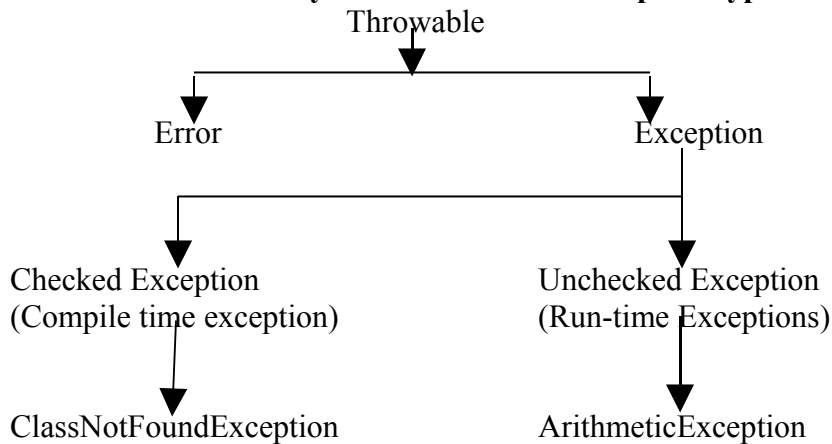 Throwable
Error Exception
Checked Exception Unchecked Exception
(Compile time exception) (Run-time Exceptions)
ClassNotFoundException ArithmeticException